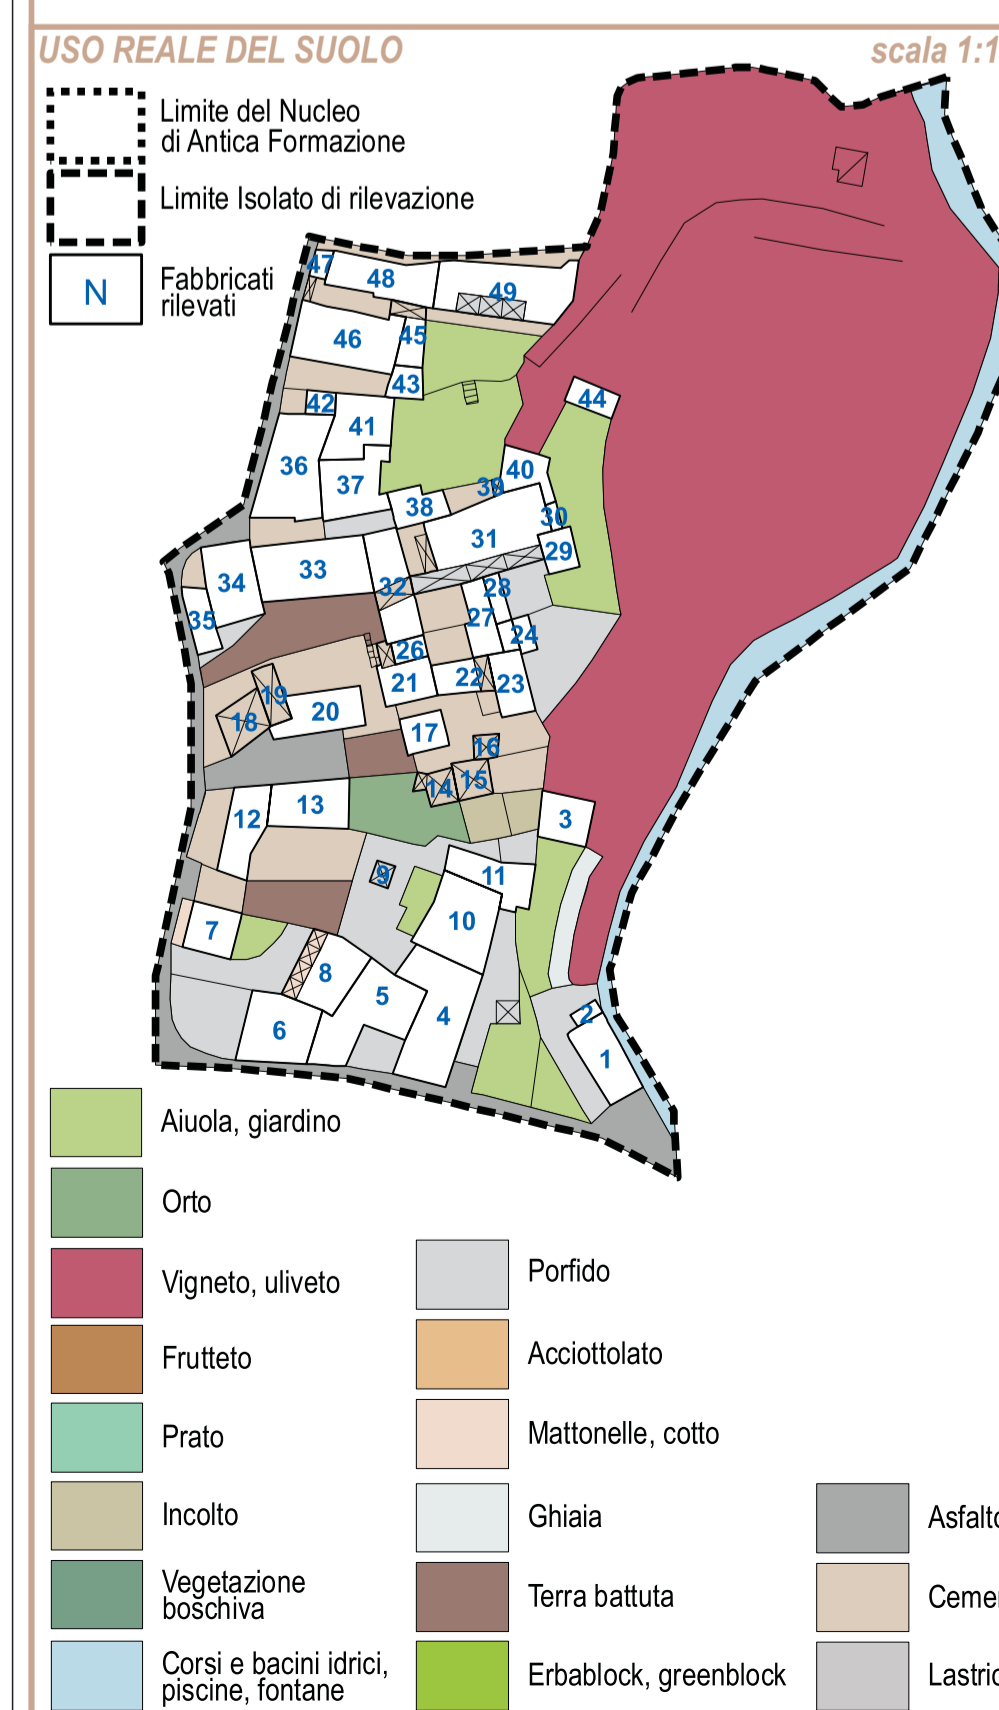 USO REALE DEL SUOLO scala 1:1
Limite del Nucleo
di Antica Formazione
Limite Isolato di rilevazione
N
Fabbricati
rilevati
47
48
49
46
45
43
42
41
44
36
37
40
39
38
30
31
29
34
33
32
28
27
35
24
26
21
22
23
19
20
18
17
16
15
14
12
13
3
9
11
10
7
8
5
4
6
2
1
Aiuola, giardino
Orto
Vigneto, uliveto
Frutteto
Prato
Incolto
Vegetazione
boschiva
Corsi e bacini idrici,
piscine, fontane
Porfido
Acciottolato
Mattonelle, cotto
Ghiaia
Terra battuta
Erbablock, greenblock
Asfalto
Cemen
Lastric